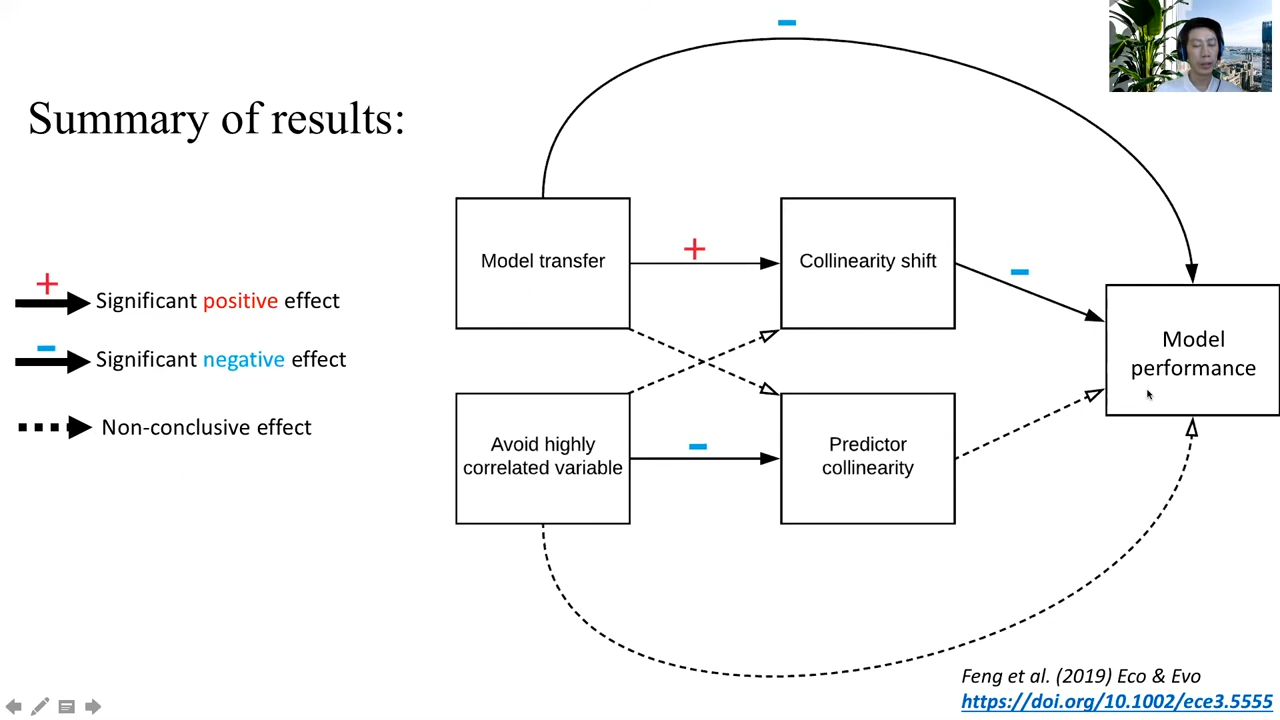 Summary of results:
+
Significant positive effect
-
Significant negative effect
Non-conclusive effect
-
Model transfer
+
Collinearity shift
-
Model
performance
Avoid highly
correlated variable
-
Predictor
collinearity
Feng et al. (2019) Eco & Evo
https://doi.org/10.1002/ece3.5555